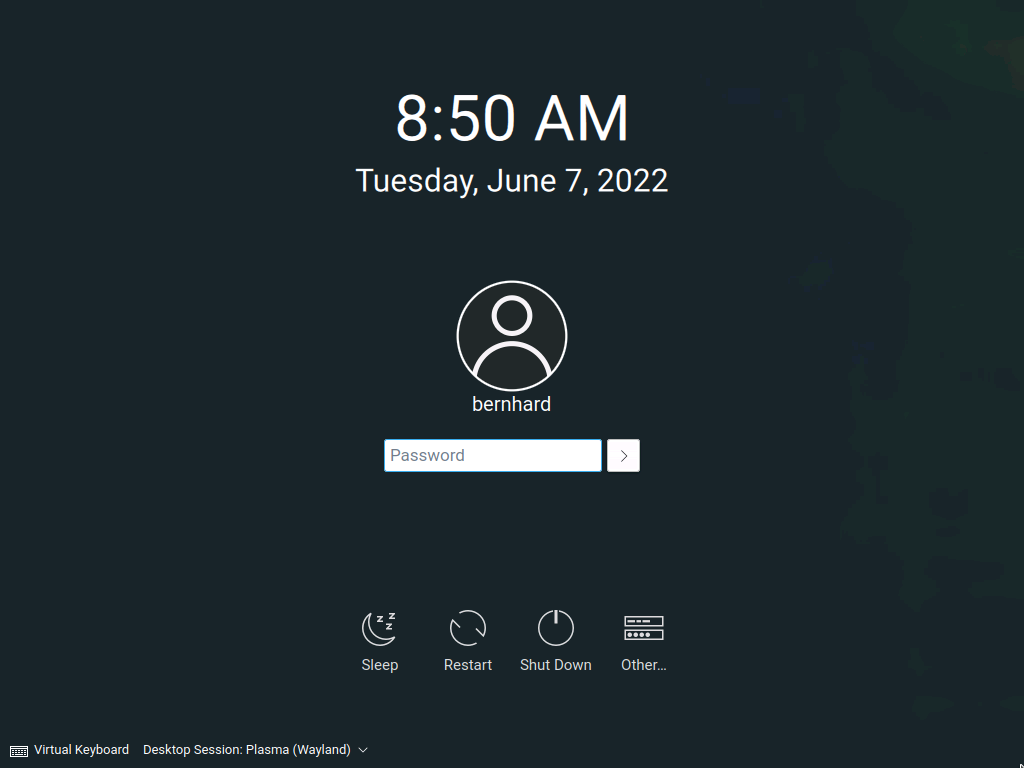 8:50 AM
Tuesday, June 7, 2022
bernhard
Password
Sleep Restart Shut Down Other...
Virtual Keyboard Desktop Session: Plasma (Wayland)